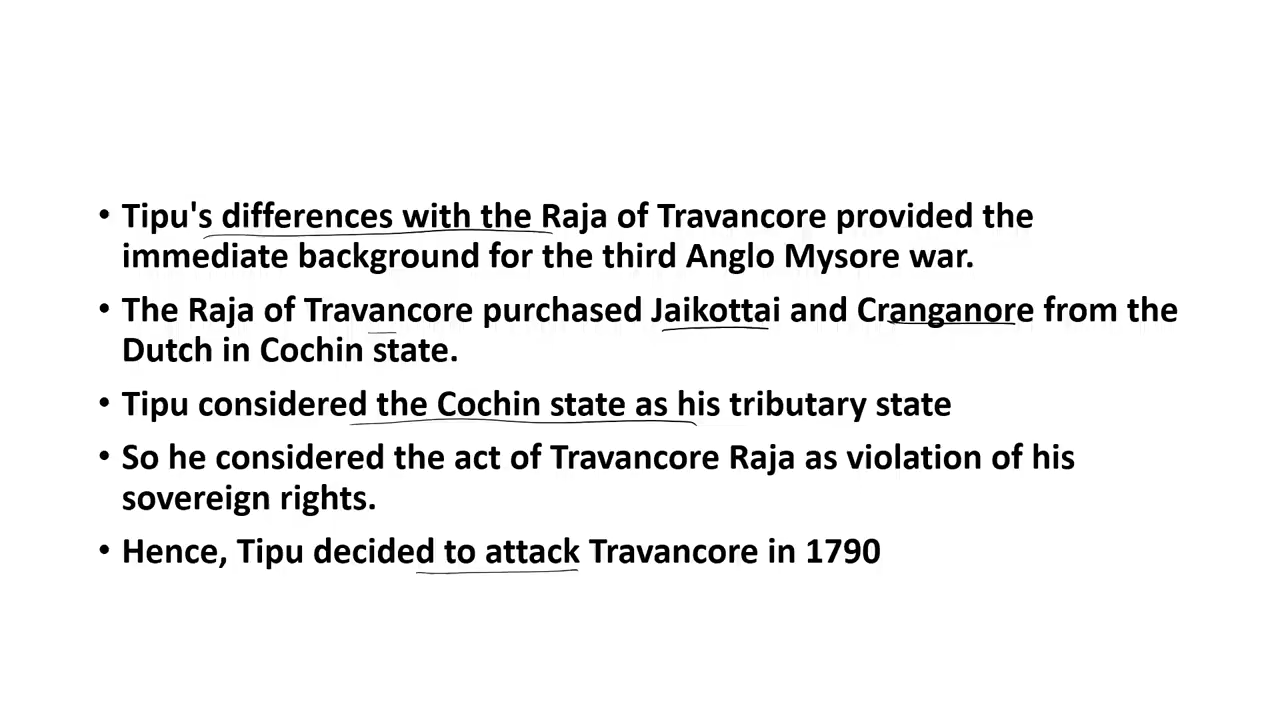 • Tipu's differences with the Raja of Travancore provided the
immediate background for the third Anglo Mysore war.
• The Raja of Travancore purchased Jaikottai and Cranganore from the
Dutch in Cochin state.
• Tipu considered the Cochin state as his tributary state
• So he considered the act of Travancore Raja as violation of his
sovereign rights.
• Hence, Tipu decided to attack Travancore in 1790